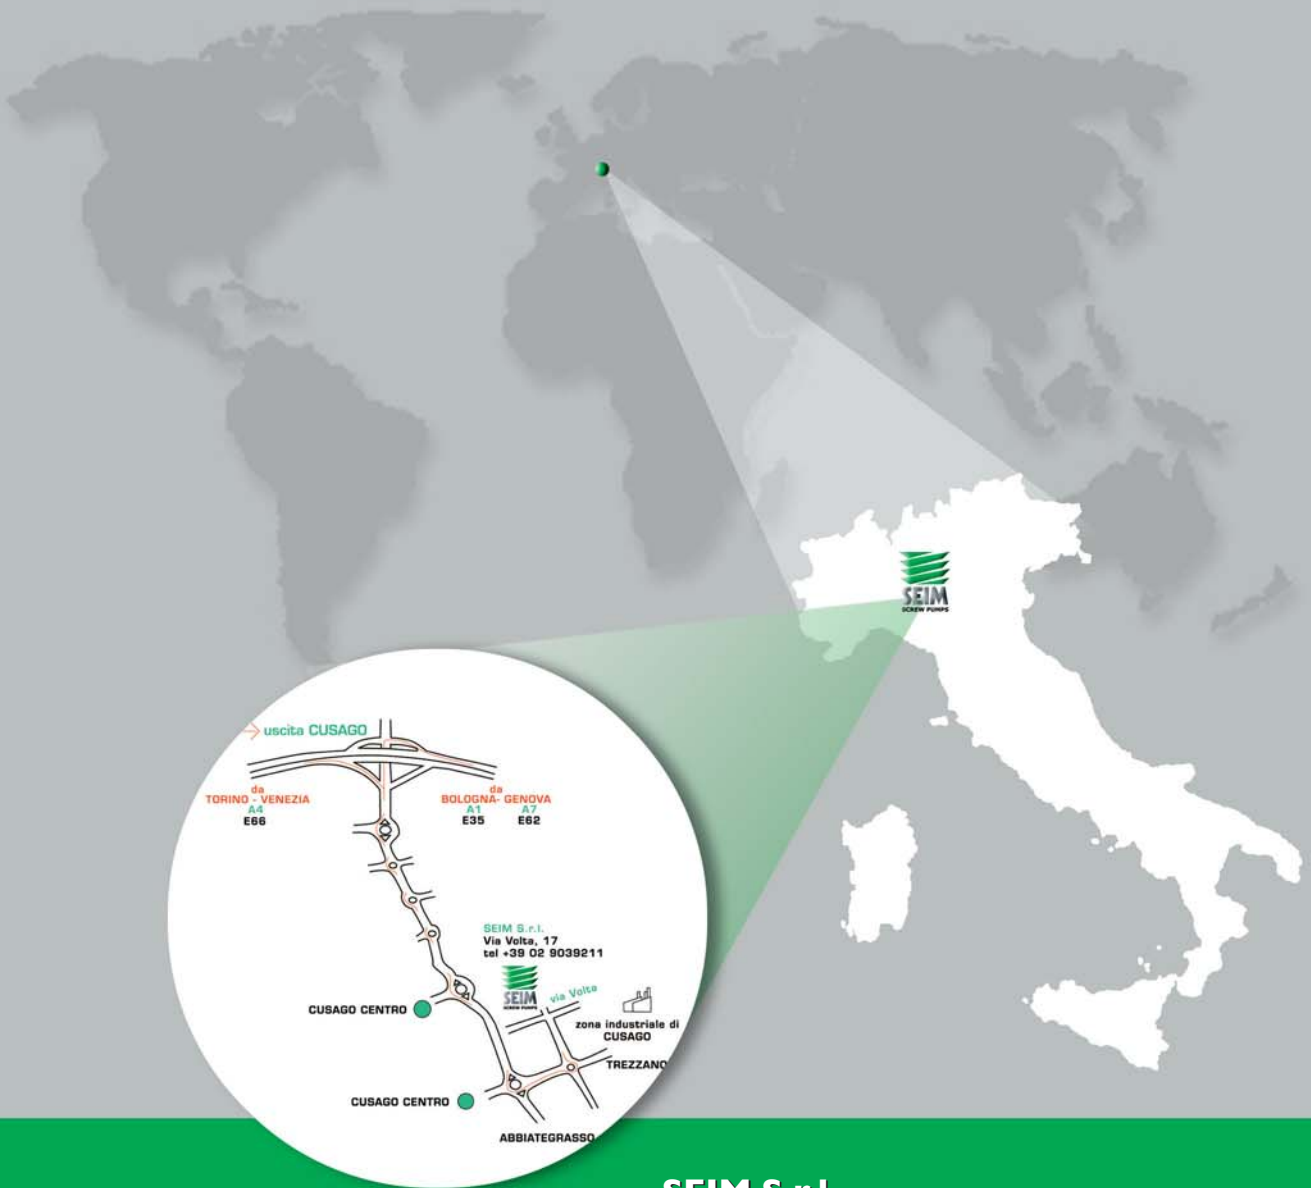 SEIM
SCREW PUMPS
uscita CUSAGO
da
TORINO - VENEZIA
A4
E66
da
BOLOGNA- GENOVA
A1 A7
E35 E62
SEIM S.r.l.
Via Volta, 17
tel +39 02 9039211
SEIM
SCREW PUMPS
via Volta
CUSAGO CENTRO
zona industriale di
CUSAGO
TREZZANO
CUSAGO CENTRO
ABBIATEGRASSO
SEIM S.r.l.